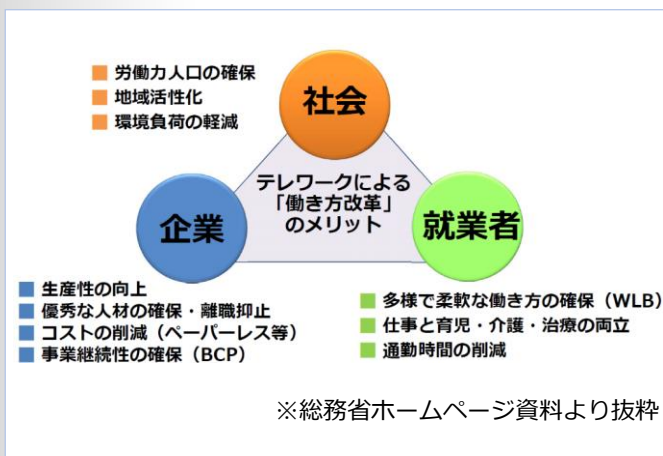 労働力人口の確保
地域活性化
環境負荷の軽減
社会
テレワークによる
「働き方改革」
のメリット
企業
就業者
生産性の向上
優秀な人材の確保・離職抑止
コストの削減（ペーパーレス等）
事業継続性の確保（BCP）
多様で柔軟な働き方の確保（WLB）
仕事と育児・介護・治療の両立
通勤時間の削減
※総務省ホームページ資料より抜粋